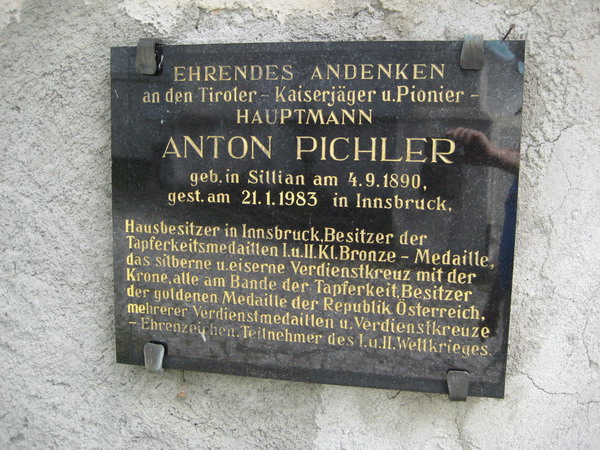 EHRENDES ANDENKEN
an den Tiroler - Kaiserjäger u. Pionier -
HAUPTMANN
ANTON PICHLER
geb. in Sillian am 4.9.1890,
gest. am 21.1.1983 in Innsbruck,
Hausbesitzer in Innsbruck, Besitzer der
Tapferkeitsmedaillen I.u.II.Kl. Bronze - Medaille,
das silberne u. eiserne Verdienstkreuz mit der
Krone, alle am Bande der Tapferkeit, Besitzer
der goldenen Medaille der Republik Österreich,
mehrerer Verdienstmedaillen u. Verdienstkreuze
- Ehrenzeichen. Teilnehmer des I.u.II. Weltkrieges.